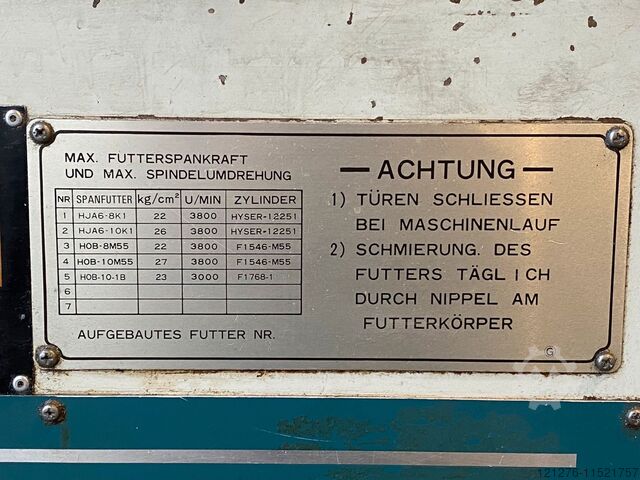 MAX. FUTTERSPANKRAFT
UND MAX. SPINDELUMDREHUNG
NR SPANFUTTER kg/cm² U/MIN ZYLINDER
1 HJA6-8K1 22 3800 HYSER-12251
2 HJA6-10K1 26 3800 HYSER-12251
3 HOB-8M55 22 3800 F1546-M55
4 HOB-10M55 27 3800 F1546-M55
5 HOB-10-1B 23 3000 F1768-1
6
7
AUFGEBAUTES FUTTER NR.
— ACHTUNG —
1) TÜREN SCHLIESSEN
BEI MASCHINENLAUF
2) SCHMIERUNG. DES
FUTTERS TÄGL I CH
DURCH NIPPEL AM
FUTTERKÖRPER
G
121276-11521757